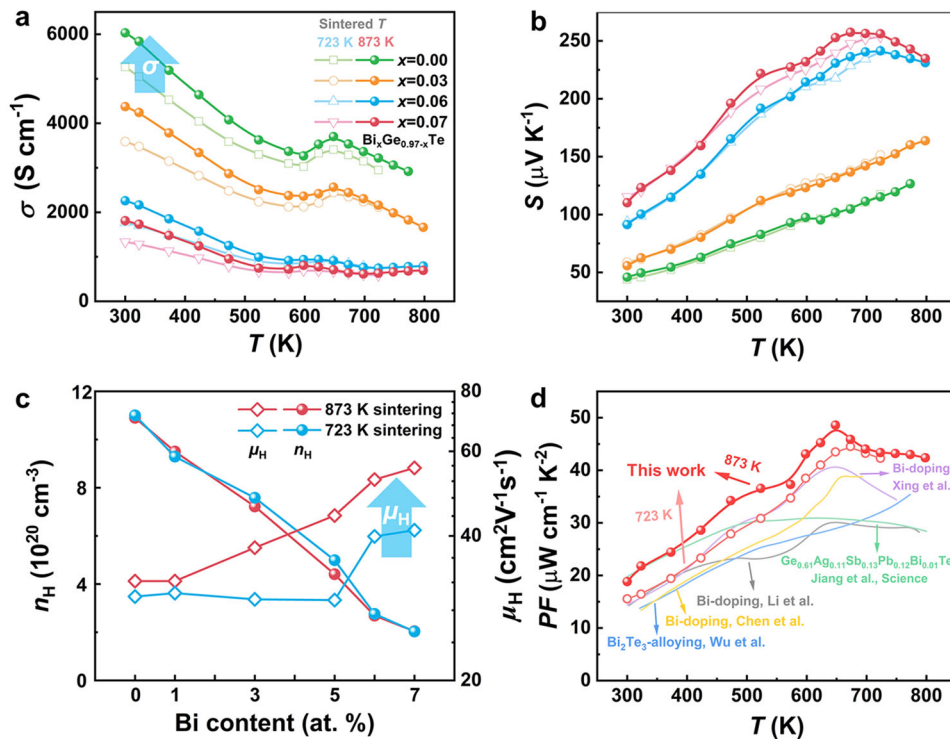 a
σ (S cm⁻¹)
6000
4000
2000
0
σ
Sintered T
723 K 873 K
x=0.00
x=0.03
x=0.06
x=0.07
BiₓGe₀.₉₇₋ₓTe
300 400 500 600 700 800
T (K)
b
S (μV K⁻¹)
250
200
150
100
50
300 400 500 600 700 800
T (K)
c
n_H (10²⁰ cm⁻³)
12
8
4
0
873 K sintering
723 K sintering
μ_H n_H
μ_H
80
60
40
20
μ_H (cm²V⁻¹s⁻¹)
0 1 3 5 7
Bi content (at. %)
d
PF (μW cm⁻¹ K⁻²)
50
40
30
20
10
0
This work
873 K
723 K
Bi-doping,
Xing et al.
Ge₀.₆₁Ag₀.₁₁Sb₀.₁₃Pb₀.₁₂Bi₀.₀₁Te
Jiang et al., Science
Bi-doping, Li et al.
Bi-doping, Chen et al.
Bi₂Te₃-alloying, Wu et al.
300 400 500 600 700 800
T (K)